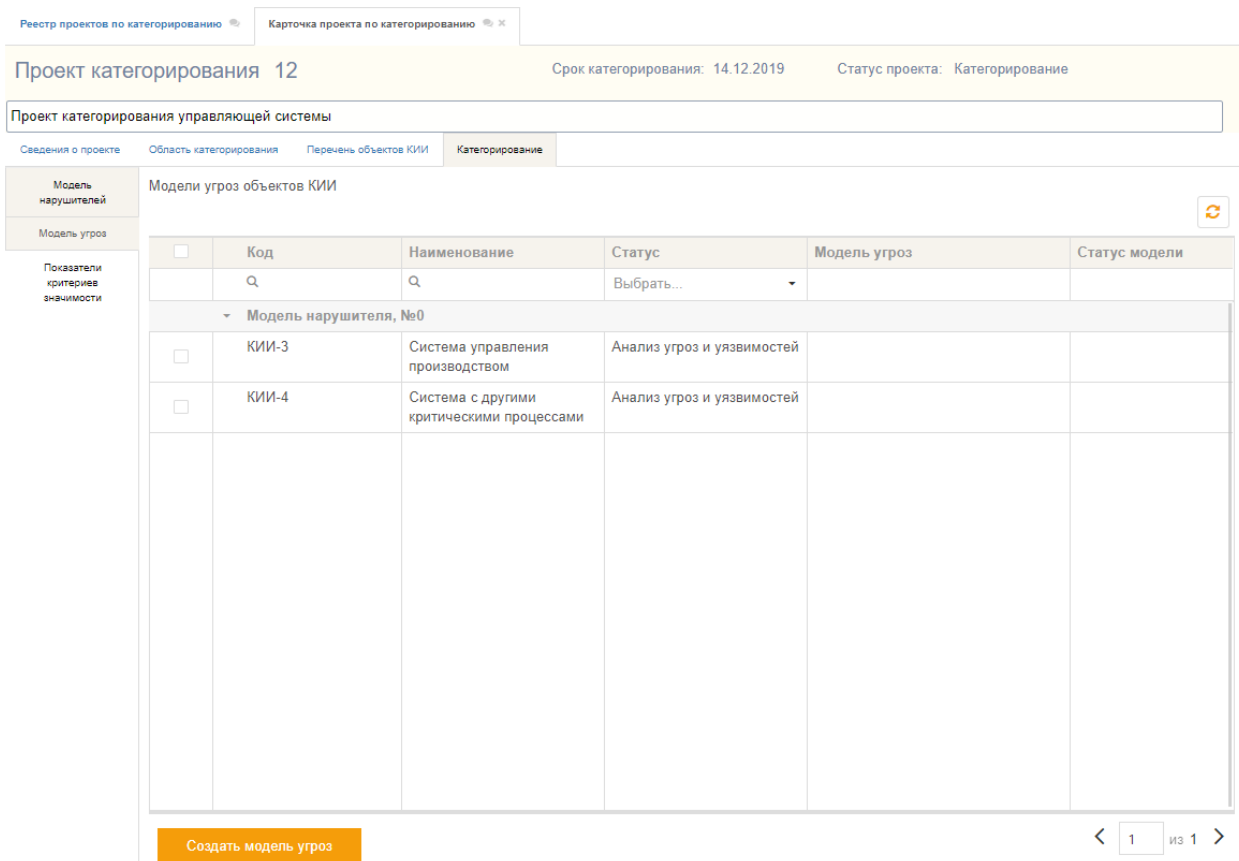 Реестр проектов по категорированию
Карточка проекта по категорированию
Проект категорирования 12
Срок категорирования: 14.12.2019
Статус проекта: Категорирование
Проект категорирования управляющей системы
Сведения о проекте
Область категорирования
Перечень объектов КИИ
Категорирование
Модель
нарушителей
Модель угроз
Показатели
критериев
значимости
Модели угроз объектов КИИ
Код
Наименование
Статус
Модель угроз
Статус модели
Выбрать...
Модель нарушителя, №0
КИИ-3
Система управления
производством
Анализ угроз и уязвимостей
КИИ-4
Система с другими
критическими процессами
Анализ угроз и уязвимостей
Создать модель угроз
1 из 1